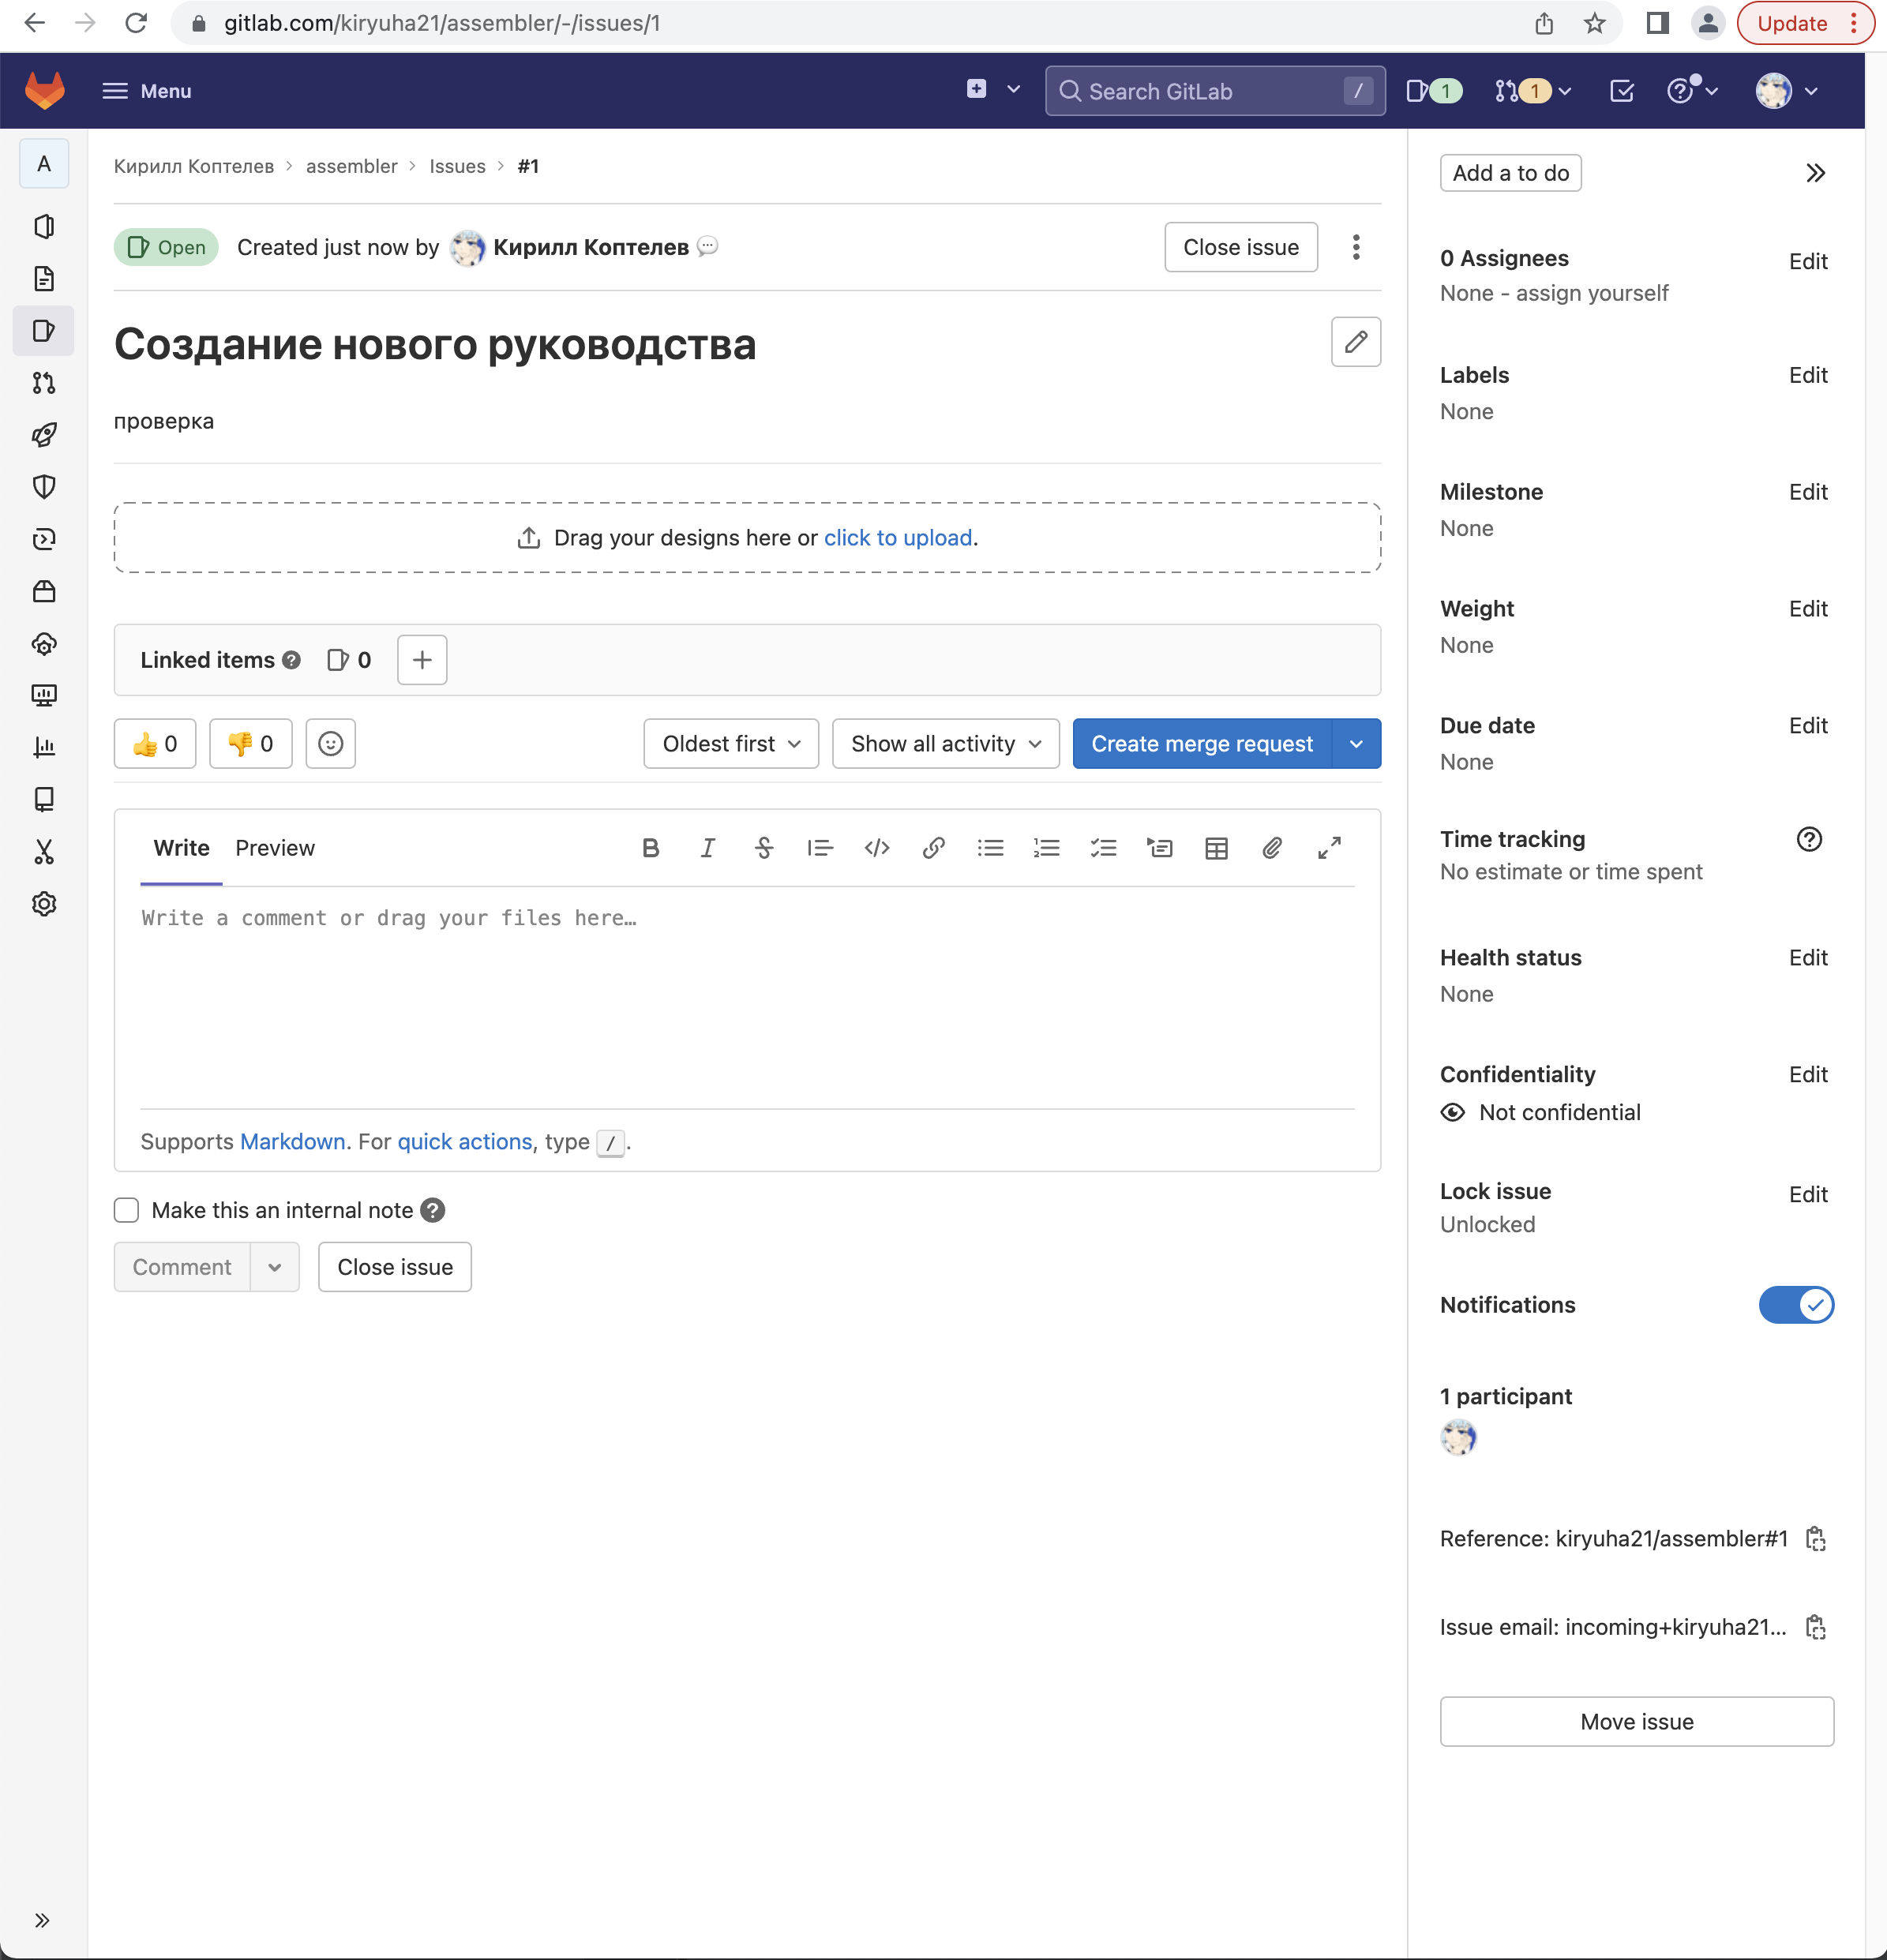 gitlab.com/kiryuha21/assembler/-/issues/1
Update
Menu
Search GitLab /
1
1
A
Кирилл Коптелев > assembler > Issues > #1
Open Created just now by Кирилл Коптелев
Close issue
Создание нового руководства
проверка
Drag your designs here or click to upload.
Linked items 0
0 0
Oldest first Show all activity Create merge request
Write Preview
Write a comment or drag your files here…
Supports Markdown. For quick actions, type /.
Make this an internal note
Comment Close issue
Add a to do
0 Assignees Edit
None - assign yourself
Labels Edit
None
Milestone Edit
None
Weight Edit
None
Due date Edit
None
Time tracking
No estimate or time spent
Health status Edit
None
Confidentiality Edit
Not confidential
Lock issue Edit
Unlocked
Notifications
1 participant
Reference: kiryuha21/assembler#1
Issue email: incoming+kiryuha21...
Move issue